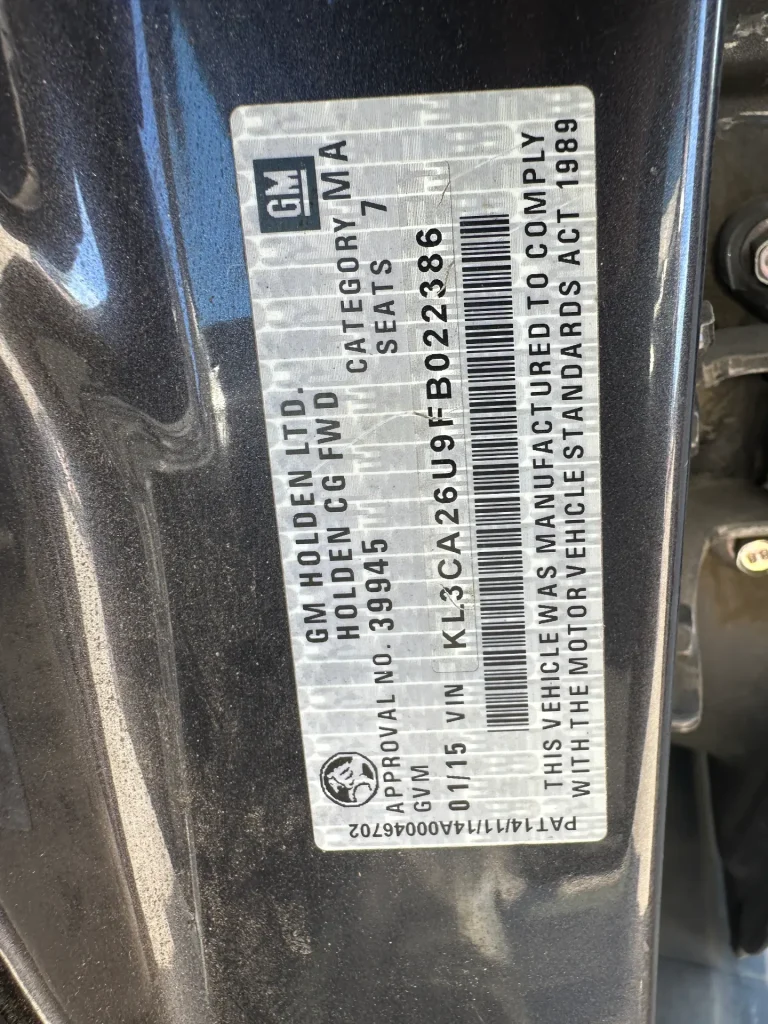 GM
GM HOLDEN LTD.
HOLDEN CG FWD CATEGORY MA
APPROVAL NO. 39945 SEATS 7
GVM
01/15 VIN KL3CA26U9FB022386
THIS VEHICLE WAS MANUFACTURED TO COMPLY
WITH THE MOTOR VEHICLE STANDARDS ACT 1989
PAT14/11/14A00046702